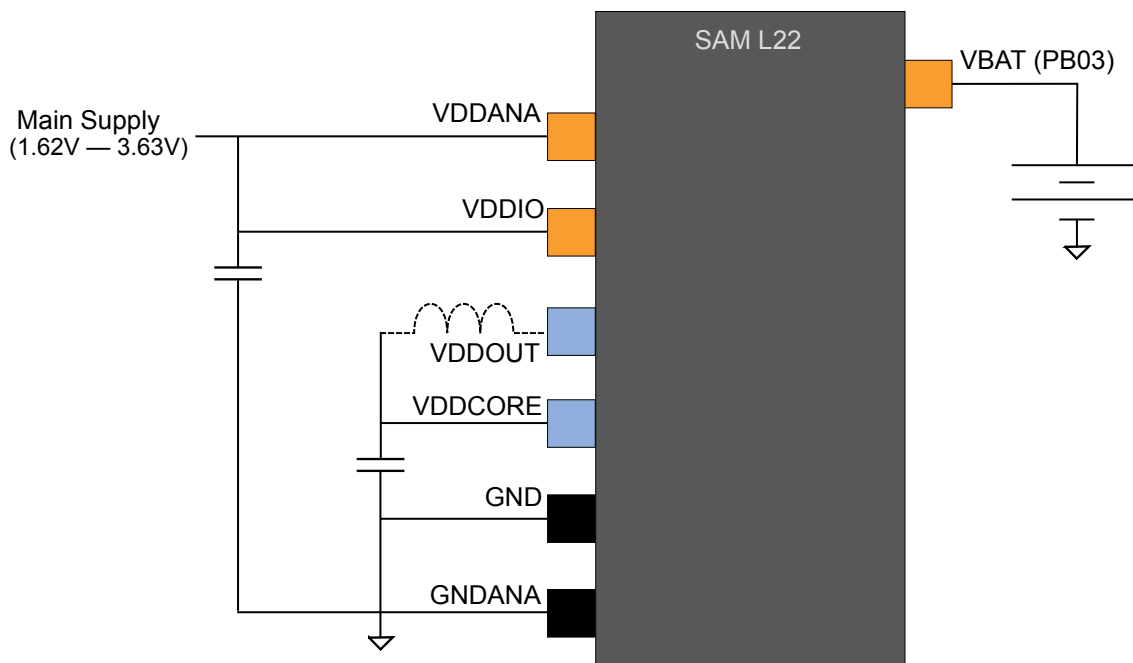 SAM L22
VBAT (PB03)
VDDANA
Main Supply
(1.62V — 3.63V)
VDDIO
VDDOUT
VDDCORE
GND
GNDANA